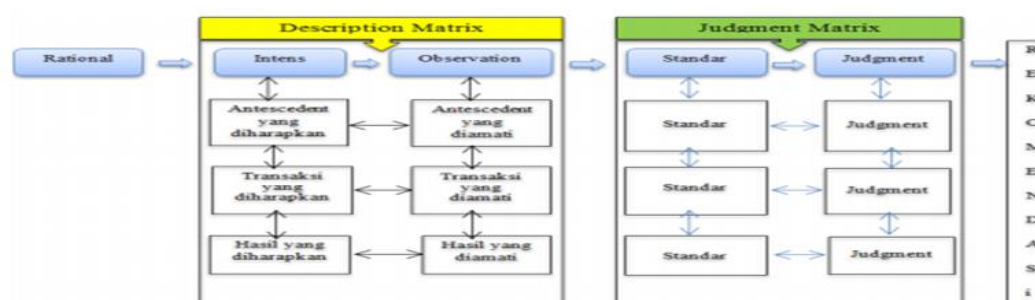 Description Matrix
Judgment Matrix
Rational
Intens
Observation
Standar
Judgment
Antescedent
yang
diharapkan
Antescedent
yang
diamati
Standar
Judgment
Transaksi
yang
diharapkan
Transaksi
yang
diamati
Standar
Judgment
Hasil yang
diharapkan
Hasil yang
diamati
Standar
Judgment
R
E
K
O
M
E
N
D
A
S
i